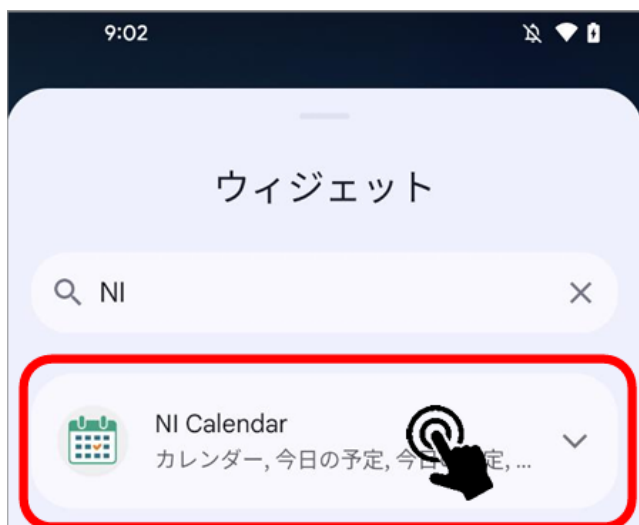 9:02
ウィジェット
NI
NI Calendar
カレンダー, 今日の予定, 今日 定, ...